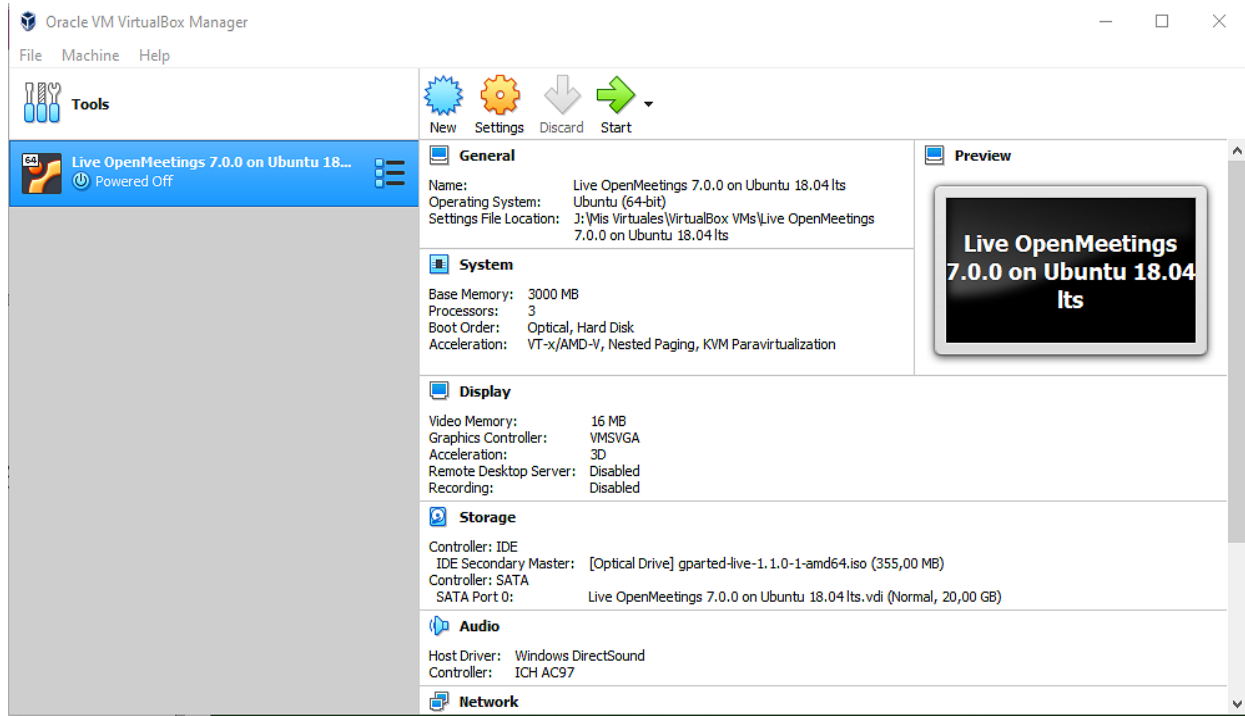 Oracle VM VirtualBox Manager
File Machine Help
Tools
New Settings Discard Start
64
Live OpenMeetings 7.0.0 on Ubuntu 18...
Powered Off
General
Name: Live OpenMeetings 7.0.0 on Ubuntu 18.04 lts
Operating System: Ubuntu (64-bit)
Settings File Location: J:\Mis Virtuales\VirtualBox VMs\Live OpenMeetings
7.0.0 on Ubuntu 18.04 lts
Preview
Live OpenMeetings
7.0.0 on Ubuntu 18.04
lts
System
Base Memory: 3000 MB
Processors: 3
Boot Order: Optical, Hard Disk
Acceleration: VT-x/AMD-V, Nested Paging, KVM Paravirtualization
Display
Video Memory: 16 MB
Graphics Controller: VMSVGA
Acceleration: 3D
Remote Desktop Server: Disabled
Recording: Disabled
Storage
Controller: IDE
IDE Secondary Master: [Optical Drive] gparted-live-1.1.0-1-amd64.iso (355,00 MB)
Controller: SATA
SATA Port 0: Live OpenMeetings 7.0.0 on Ubuntu 18.04 lts.vdi (Normal, 20,00 GB)
Audio
Host Driver: Windows DirectSound
Controller: ICH AC97
Network